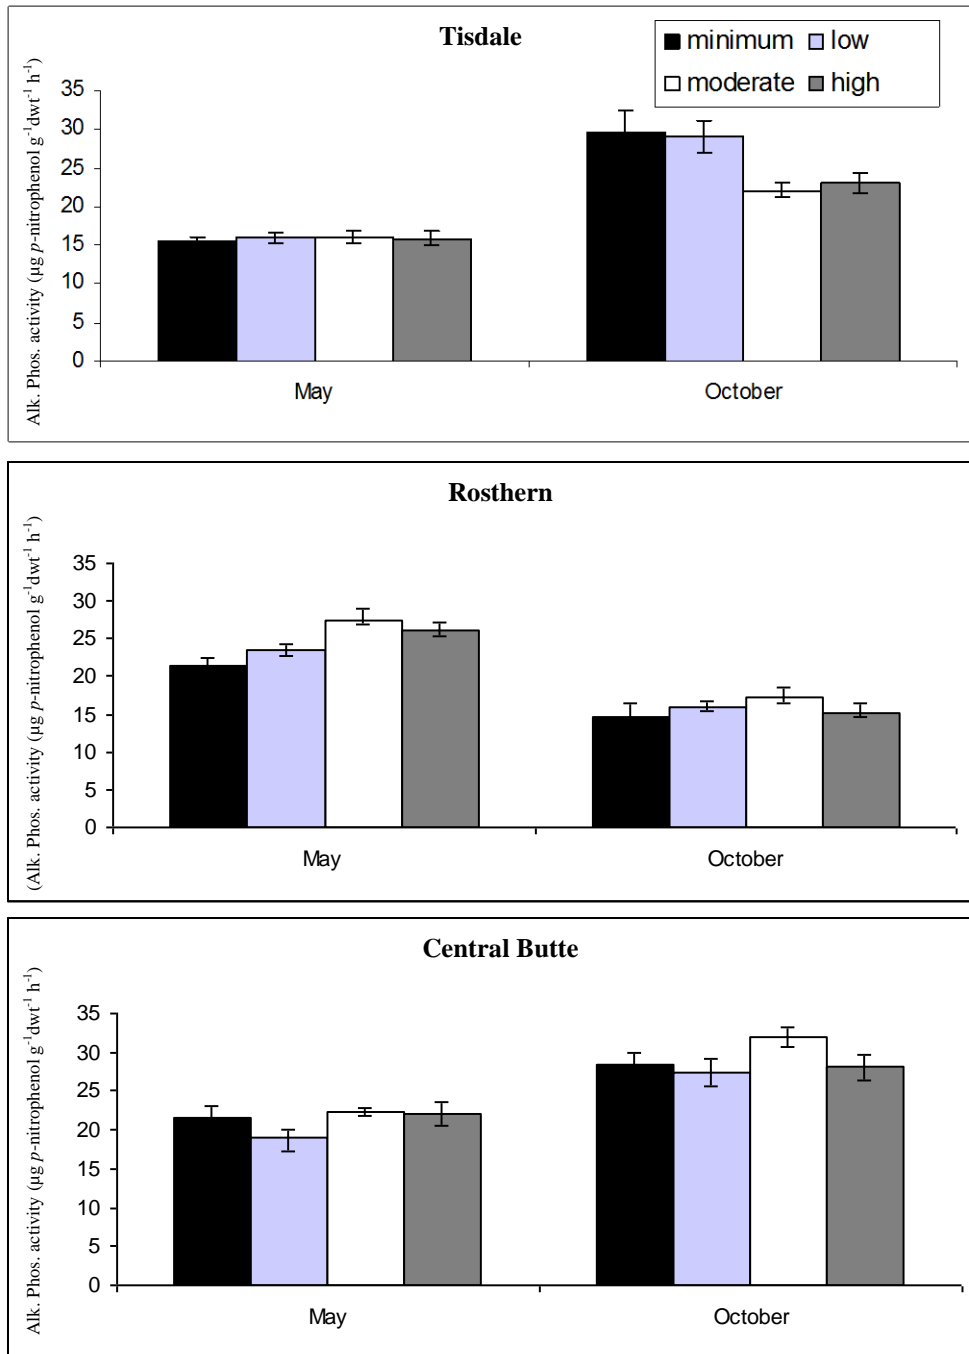 Tisdale
minimum low
moderate high
Alk. Phos. activity (µg p-nitrophenol g-1dwt-1 h-1)
35
30
25
20
15
10
5
0
May October
Rosthern
(Alk. Phos. activity (µg p-nitrophenol g-1dwt-1 h-1)
35
30
25
20
15
10
5
0
May October
Central Butte
Alk. Phos. activity (µg p-nitrophenol g-1dwt-1 h-1)
35
30
25
20
15
10
5
0
May October